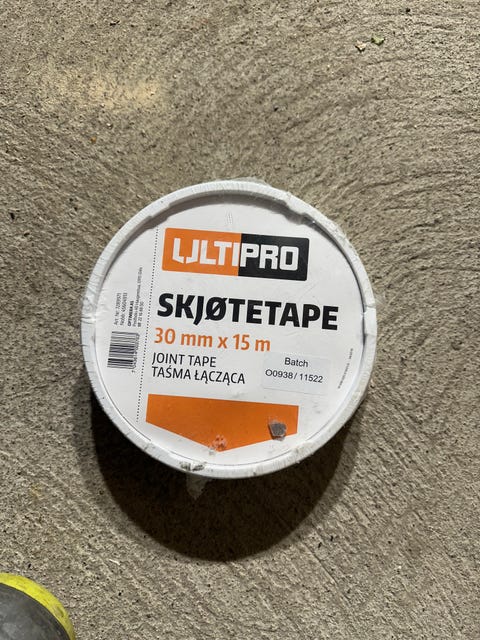 ULTIPRO
SKJØTETAPE
30 mm x 15 m
JOINT TAPE
TAŚMA ŁĄCZĄCA
Batch
O0938/ 11522